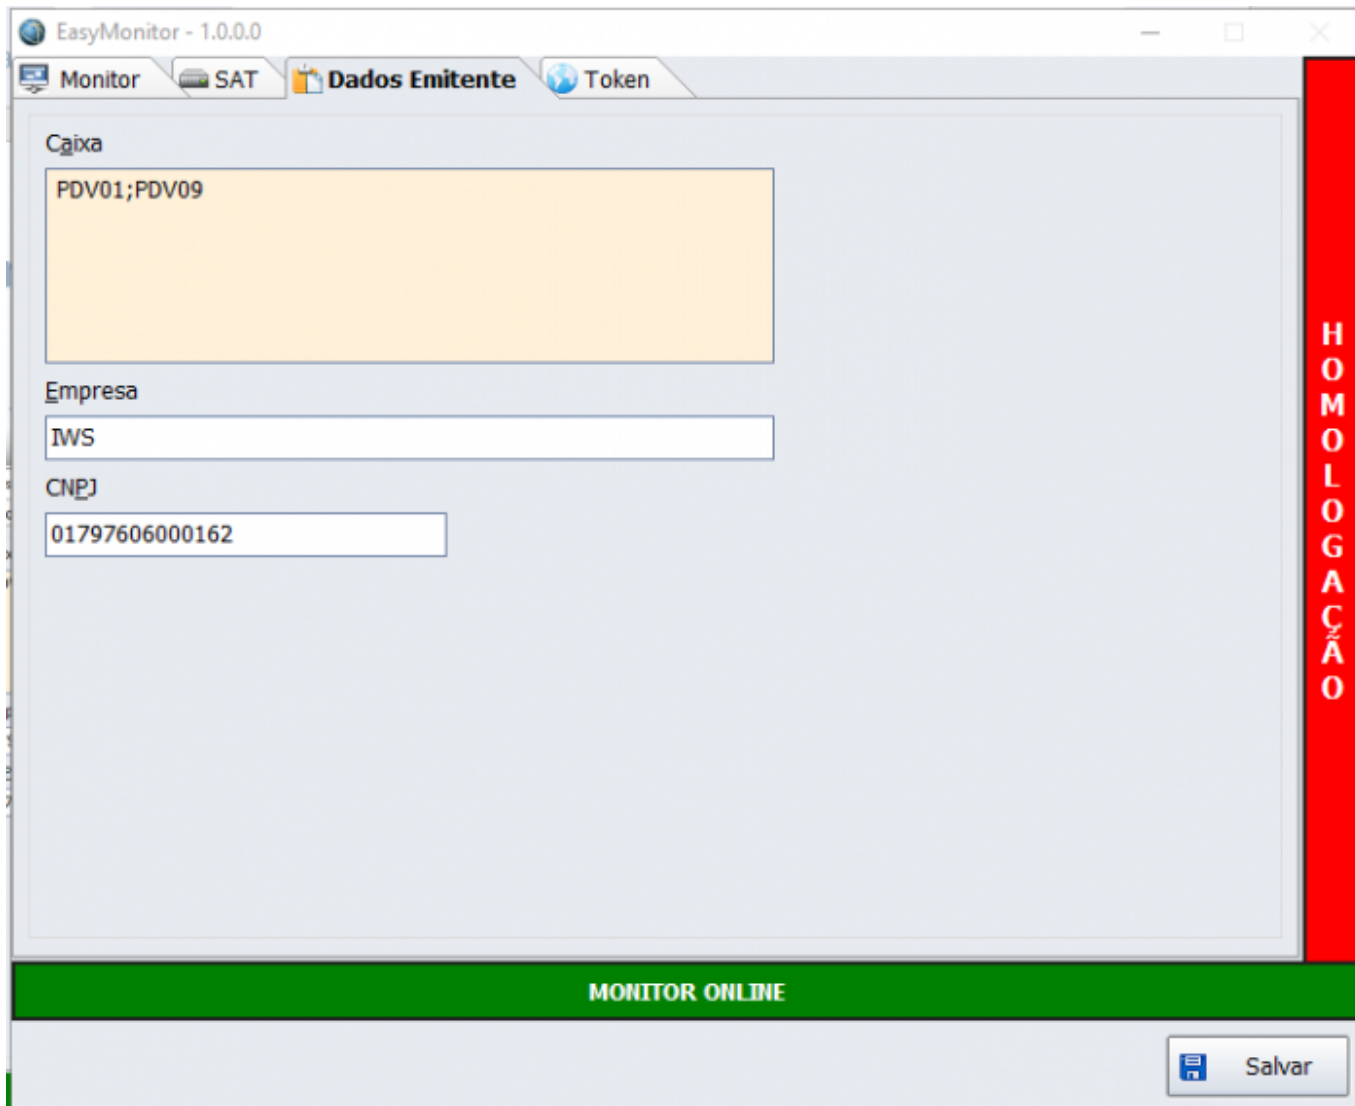 EasyMonitor - 1.0.0.0
Monitor SAT Dados Emitente Token
Caixa
PDV01;PDV09
Empresa
IWS
CNPJ
01797606000162
HOMOLOGAÇÃO
MONITOR ONLINE
Salvar